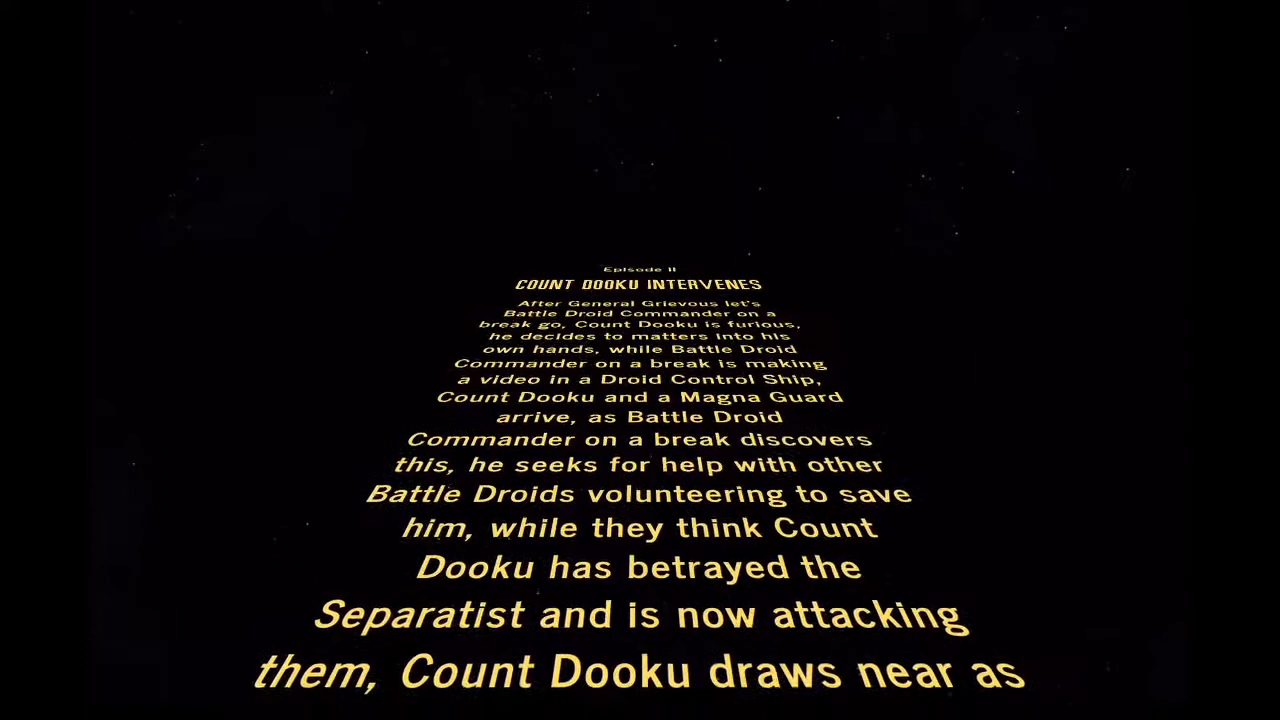 Episode II
COUNT DOOKU INTERVENES
After General Grievous let's
Battle Droid Commander on a
break go, Count Dooku is furious,
he decides to matters into his
own hands, while Battle Droid
Commander on a break is making
a video in a Droid Control Ship,
Count Dooku and a Magna Guard
arrive, as Battle Droid
Commander on a break discovers
this, he seeks for help with other
Battle Droids volunteering to save
him, while they think Count
Dooku has betrayed the
Separatist and is now attacking
them, Count Dooku draws near as